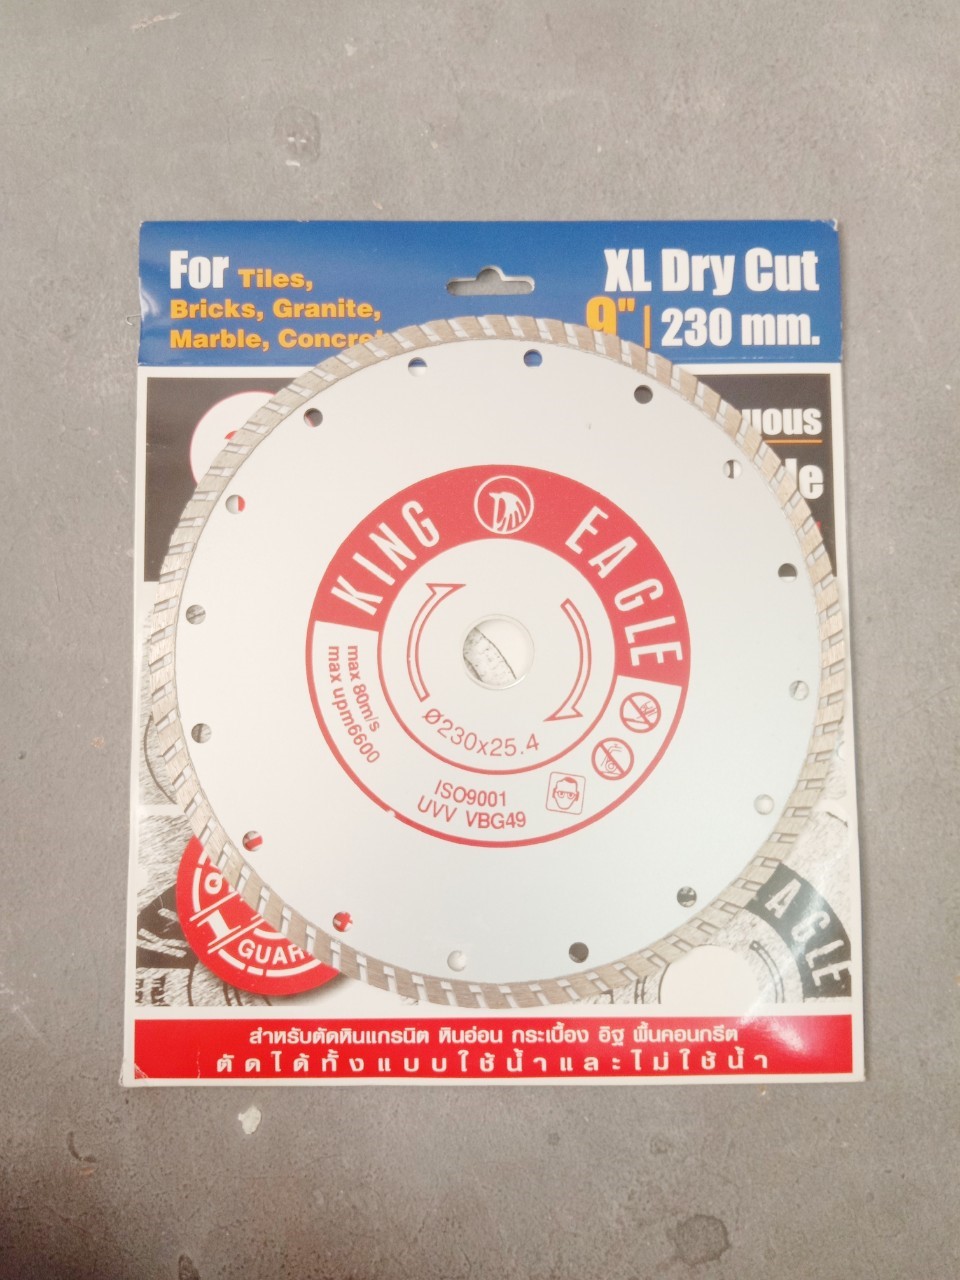 For Tiles,
Bricks, Granite,
Marble,
XL Dry Cut
9" | 230 mm.
KING EAGLE
max 80m/s
max upm6600
Ø230x25.4
ISO9001
UVV VBG49
AGLE
สำหรับตัดหินแกรนิต หินอ่อน กระเบื้อง อิฐ พื้นคอนกรีต
ตัดได้ทั้งแบบใช้น้ำและไม่ใช้น้ำ